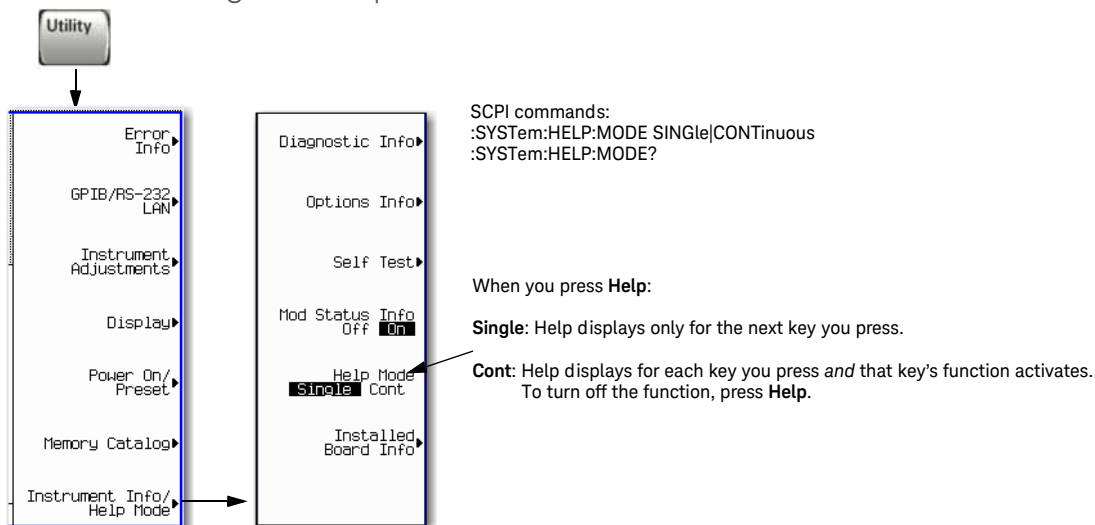 Utility
Error
Info
GPIB/RS-232
LAN
Instrument
Adjustments
Display
Power On/
Preset
Memory Catalog
Instrument Info/
Help Mode
Diagnostic Info
Options Info
Self Test
Mod Status Info
Off On
Help Mode
Single Cont
Installed
Board Info
SCPI commands:
:SYSTem:HELP:MODE SINGle|CONTinuous
:SYSTem:HELP:MODE?
When you press Help:
Single: Help displays only for the next key you press.
Cont: Help displays for each key you press and that key's function activates.
To turn off the function, press Help.